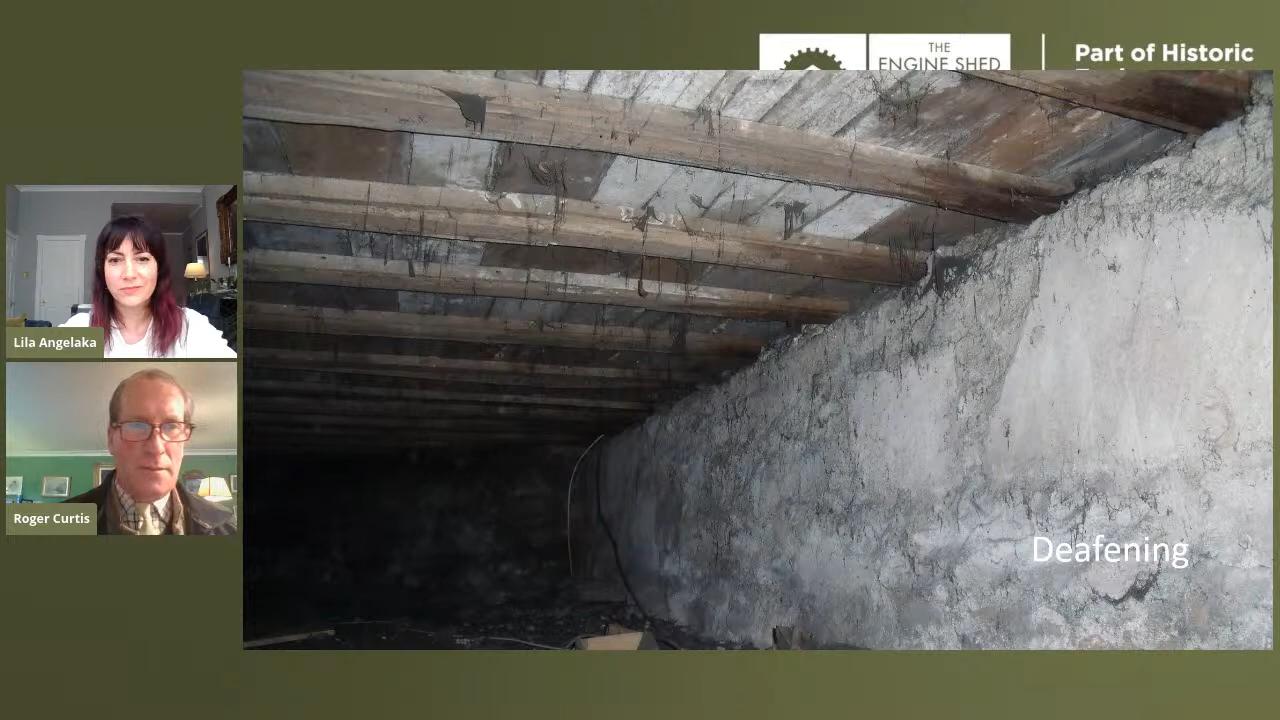 THE
ENGINE SHED
Part of Historic
Lila Angelaka
Roger Curtis
Deafening